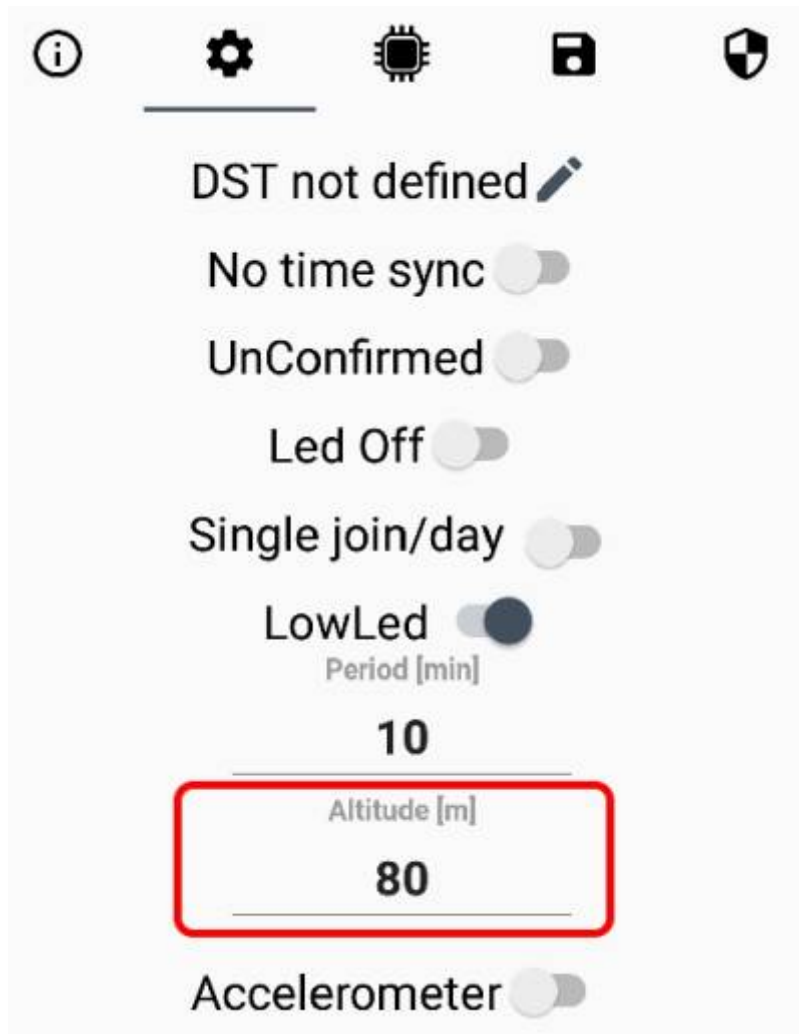 DST not defined
No time sync
UnConfirmed
Led Off
Single join/day
LowLed
Period [min]
10
Altitude [m]
80
Accelerometer